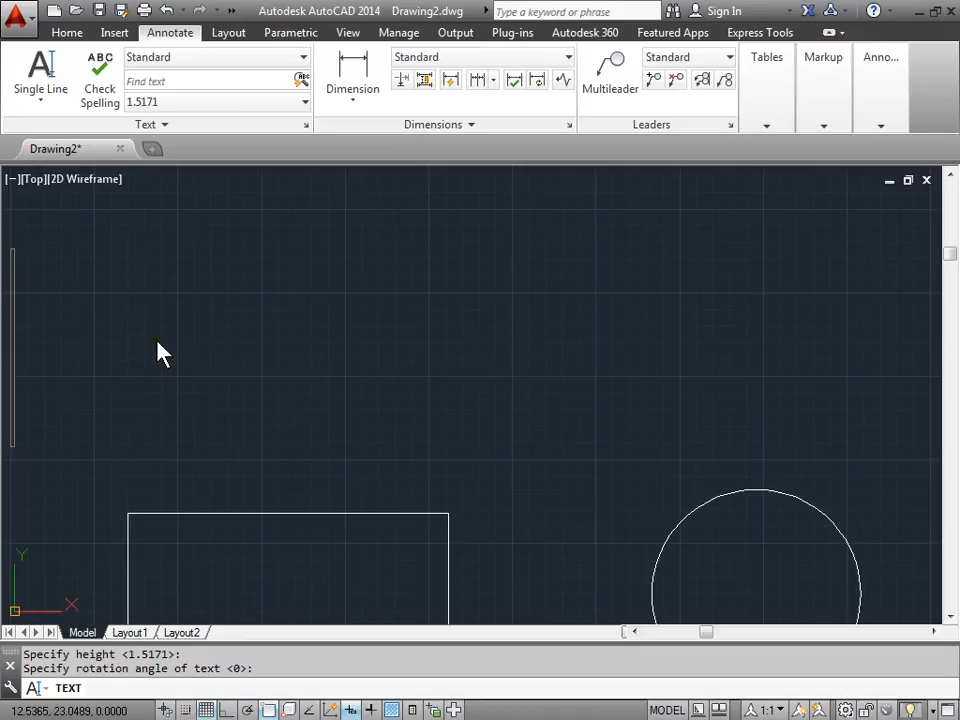 Autodesk AutoCAD 2014 Drawing2.dwg
Type a keyword or phrase
Sign In
Home Insert Annotate Layout Parametric View Manage Output Plug-ins Autodesk 360 Featured Apps Express Tools
Single Line
ABC
Check
Spelling
Standard
Find text
1.5171
Text
Dimension
Standard
Dimensions
Multileader
Standard
Leaders
Tables
Markup
Anno...
Drawing2*
[−][Top][2D Wireframe]
Y
X
Model Layout1 Layout2
Specify height <1.5171>:
Specify rotation angle of text <0>:
TEXT
12.5365, 23.0489, 0.0000
MODEL
1:1